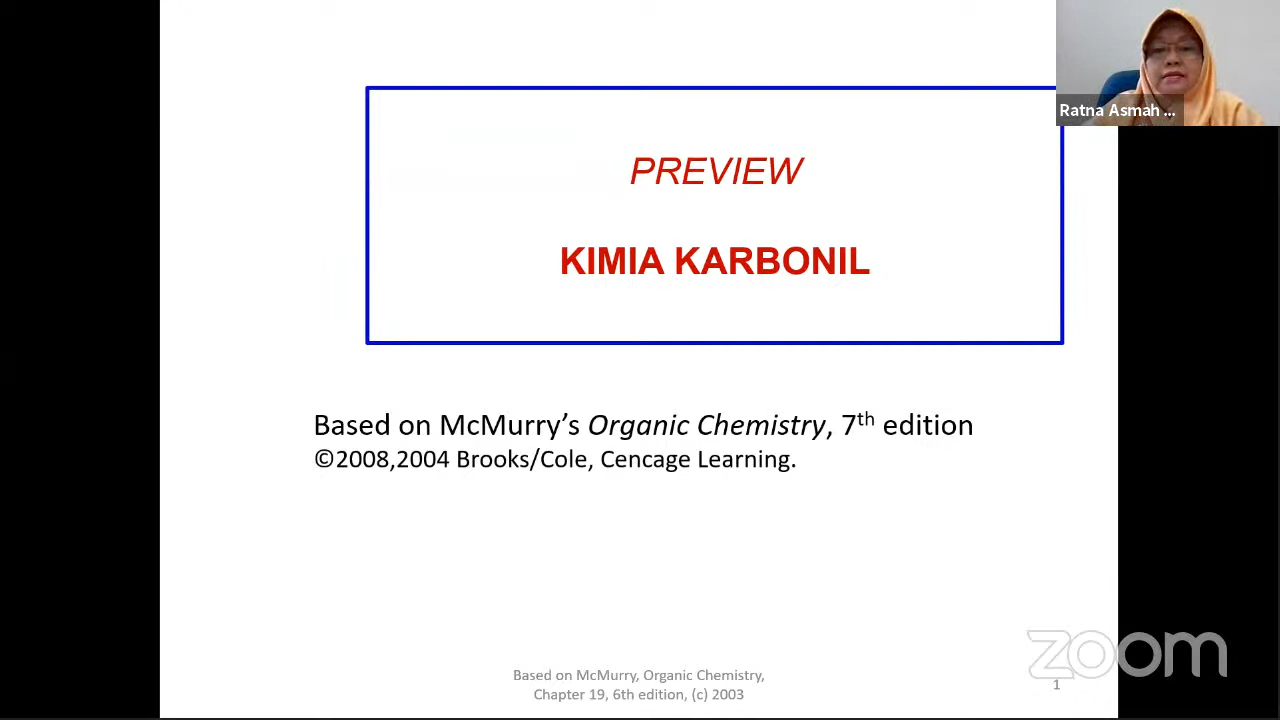 Ratna Asmah ...
PREVIEW
KIMIA KARBONIL
Based on McMurry's Organic Chemistry, 7th edition
©2008,2004 Brooks/Cole, Cencage Learning.
Based on McMurry, Organic Chemistry,
Chapter 19, 6th edition, (c) 2003
1
zoom